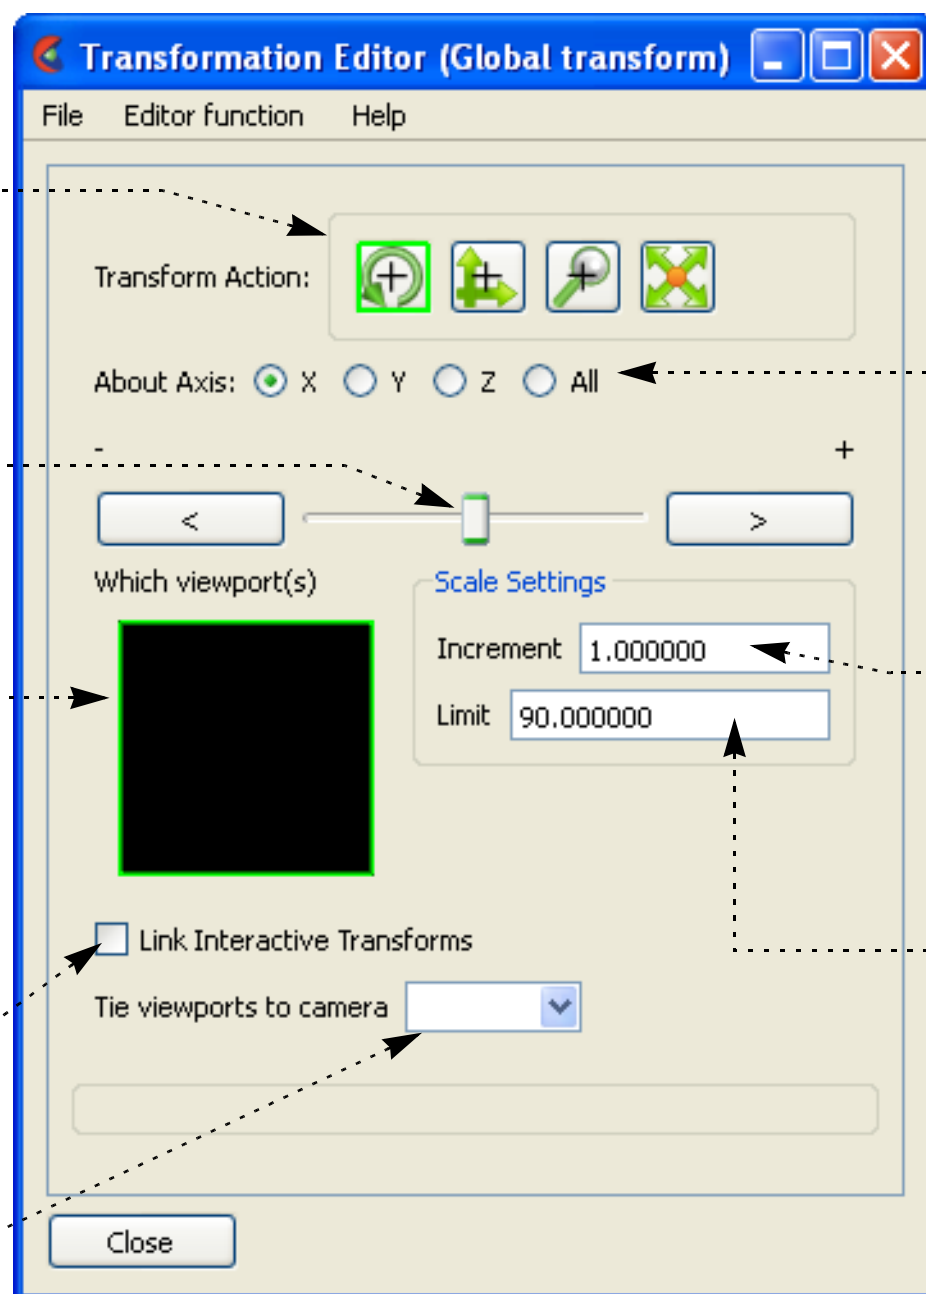 Transformation Editor (Global transform)
File Editor function Help
Transform Action:
About Axis: X Y Z All
- +
< >
Which viewport(s) Scale Settings
Increment 1.000000
Limit 90.000000
Link Interactive Transforms
Tie viewports to camera
Close